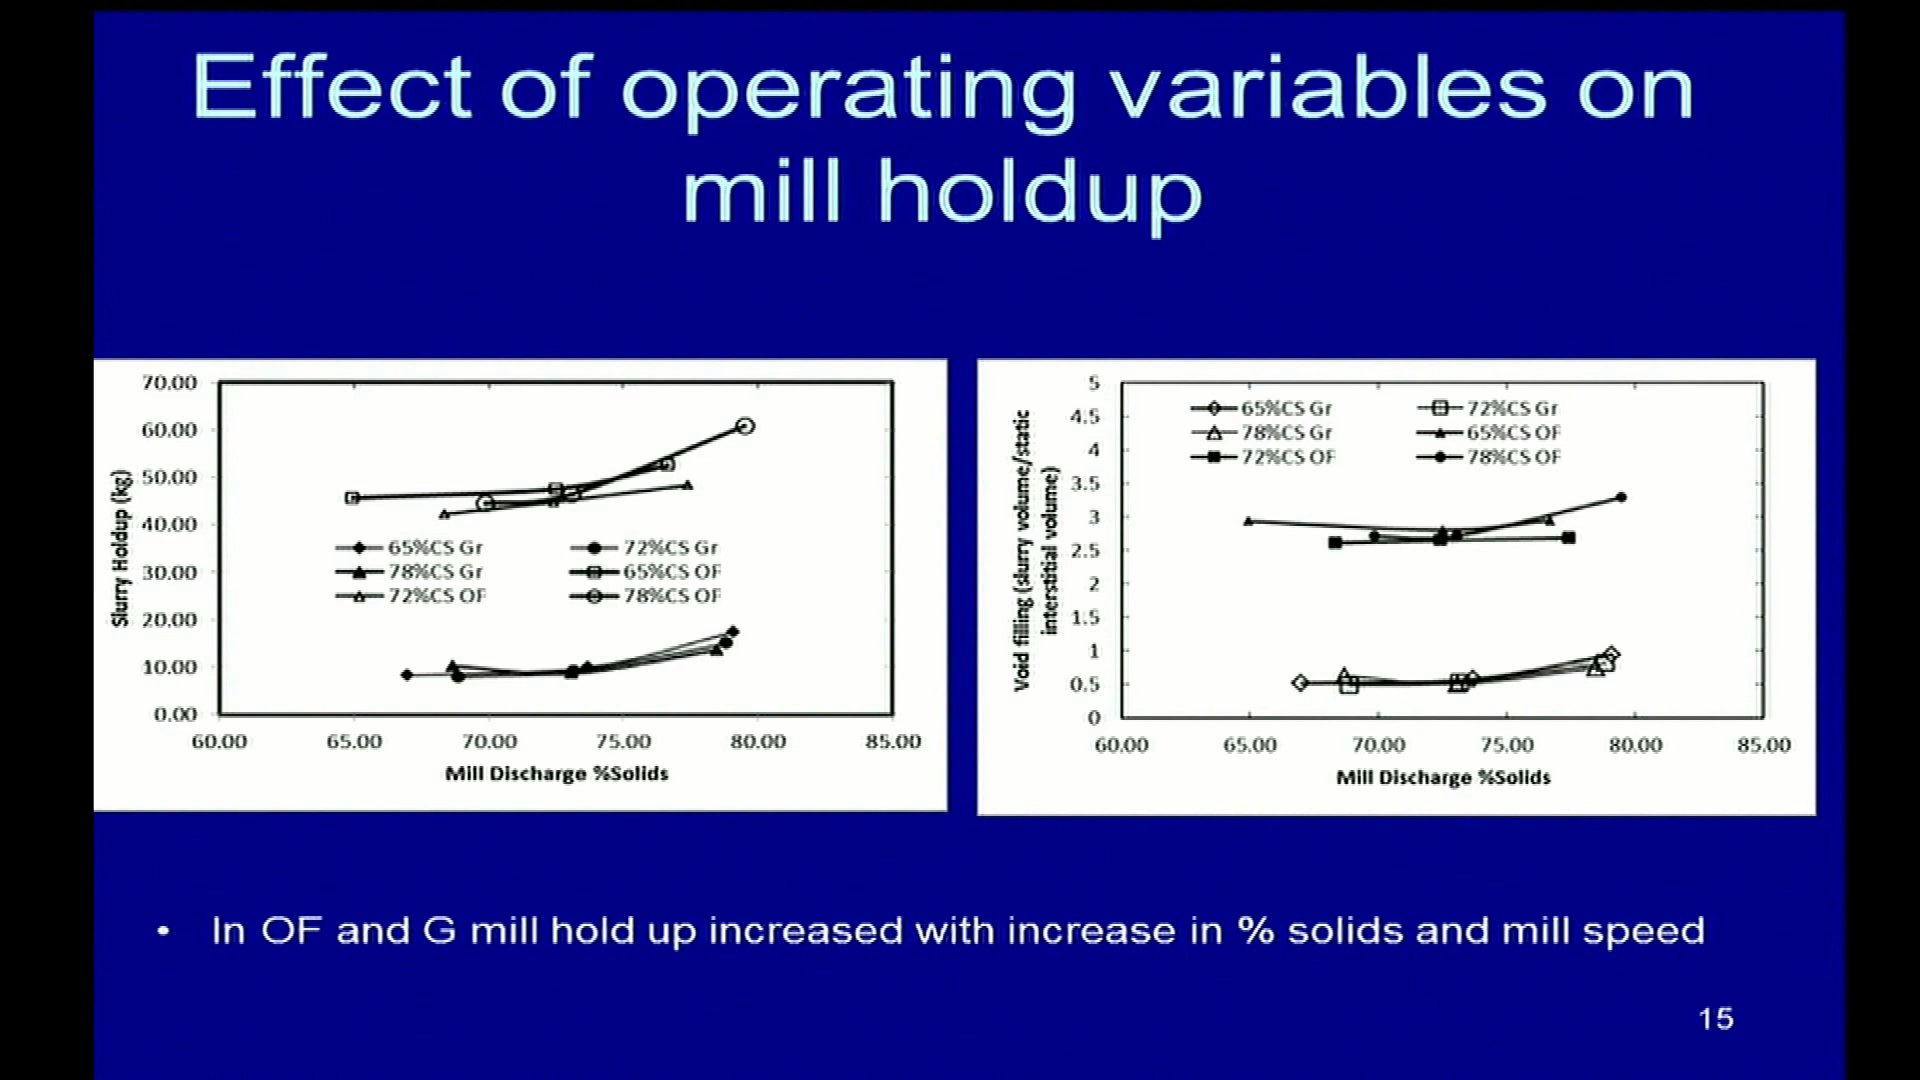 Effect of operating variables on
mill holdup
70.00
60.00
50.00
40.00
30.00
20.00
10.00
0.00
Slurry Holdup (kg)
65%CS Gr
72%CS Gr
78%CS Gr
65%CS OF
72%CS OF
78%CS OF
60.00 65.00 70.00 75.00 80.00 85.00
Mill Discharge %Solids
5
4.5
4
3.5
3
2.5
2
1.5
1
0.5
0
Void filling (slurry volume/static
interstitial volume)
65%CS Gr
72%CS Gr
78%CS Gr
65%CS OF
72%CS OF
78%CS OF
60.00 65.00 70.00 75.00 80.00 85.00
Mill Discharge %Solids
• In OF and G mill hold up increased with increase in % solids and mill speed
15